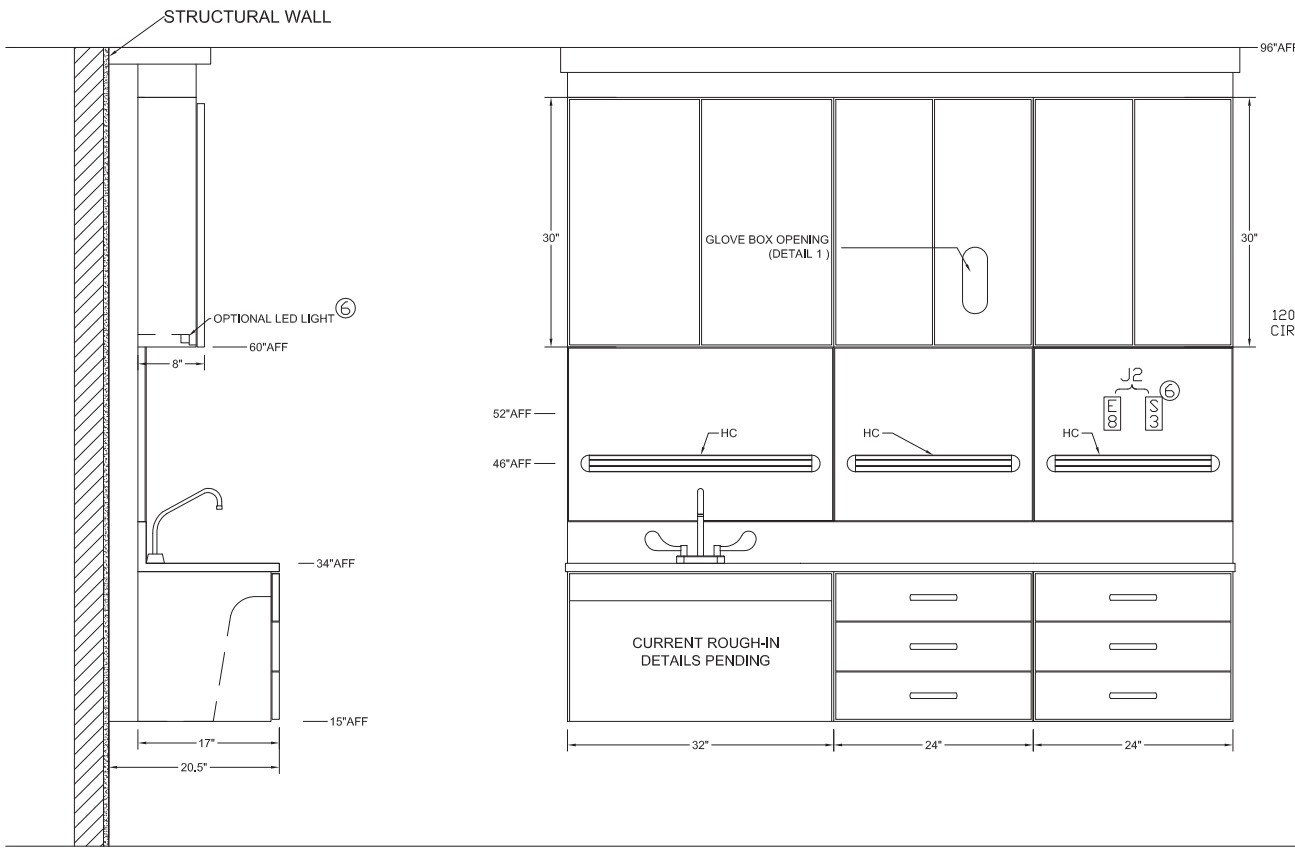 STRUCTURAL WALL
96"AFF
30"
GLOVE BOX OPENING
(DETAIL 1 )
30"
OPTIONAL LED LIGHT 6
120
CIR
60"AFF
8"
J2
6
E
8
S
3
52"AFF
HC
HC
HC
46"AFF
34"AFF
CURRENT ROUGH-IN
DETAILS PENDING
15"AFF
17"
32"
24"
24"
20.5"